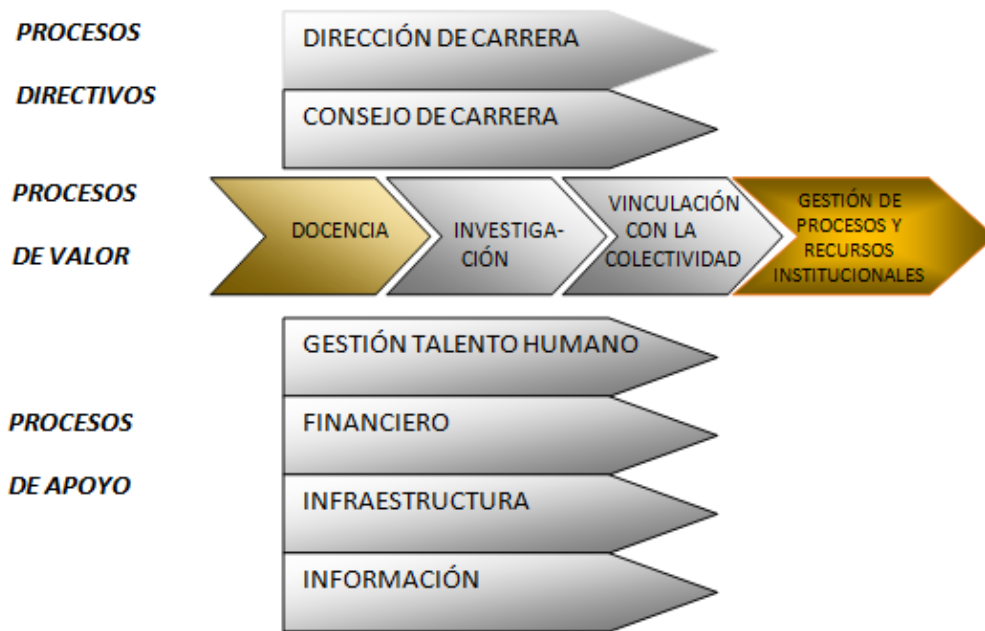 PROCESOS
DIRECTIVOS
DIRECCIÓN DE CARRERA
CONSEJO DE CARRERA
PROCESOS
DE VALOR
DOCENCIA
INVESTIGA-
CIÓN
VINCULACIÓN
CON LA
COLECTIVIDAD
GESTIÓN DE
PROCESOS Y
RECURSOS
INSTITUCIONALES
PROCESOS
DE APOYO
GESTIÓN TALENTO HUMANO
FINANCIERO
INFRAESTRUCTURA
INFORMACIÓN